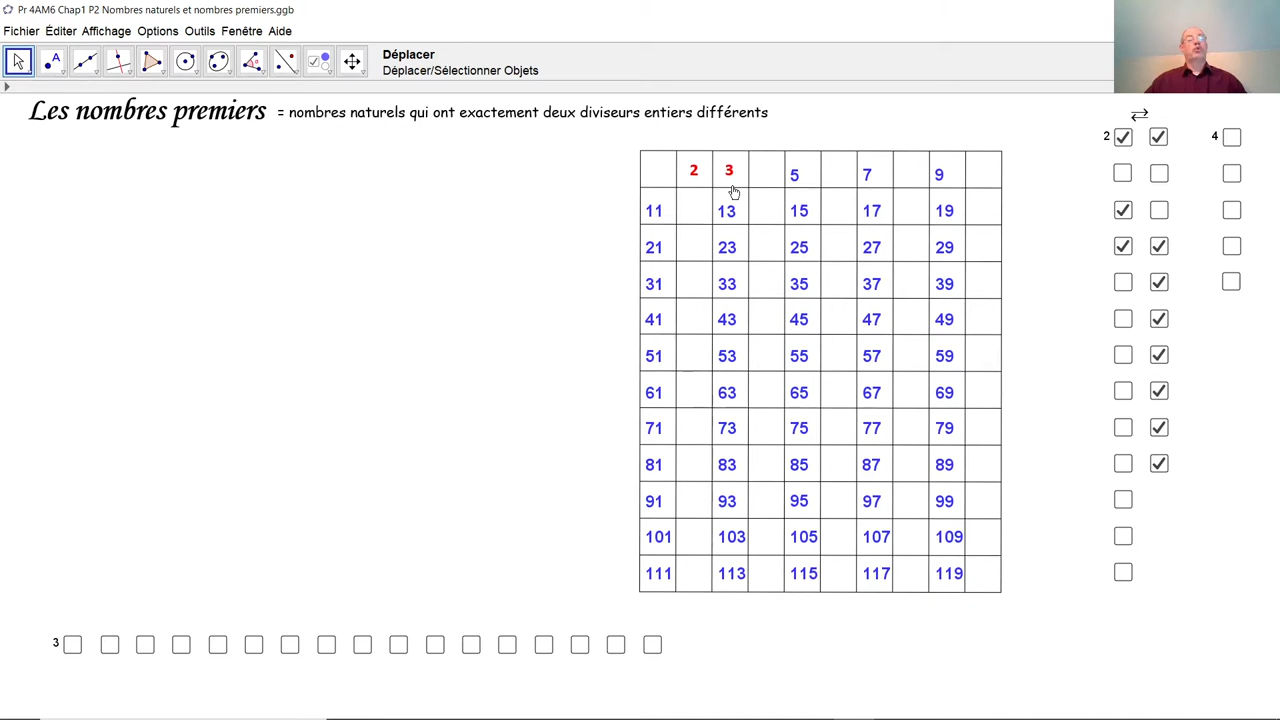 Pr 4AM6 Chap1 P2 Nombres naturels et nombres premiers.ggb
Fichier Éditer Affichage Options Outils Fenêtre Aide
Déplacer
Déplacer/Sélectionner Objets
Les nombres premiers = nombres naturels qui ont exactement deux diviseurs entiers différents
2 4
2 3 5 7 9
11 13 15 17 19
21 23 25 27 29
31 33 35 37 39
41 43 45 47 49
51 53 55 57 59
61 63 65 67 69
71 73 75 77 79
81 83 85 87 89
91 93 95 97 99
101 103 105 107 109
111 113 115 117 119
3